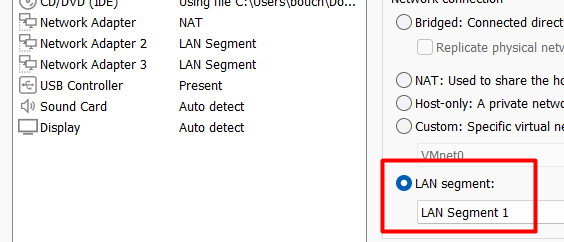 CD/DVD (IDE) Using file C:\Users\bouch\Do...
Network Adapter NAT
Network Adapter 2 LAN Segment
Network Adapter 3 LAN Segment
USB Controller Present
Sound Card Auto detect
Display Auto detect
Network connection
Bridged: Connected direct
Replicate physical netw
NAT: Used to share the ho
Host-only: A private netwo
Custom: Specific virtual ne
VMnet0
LAN segment:
LAN Segment 1